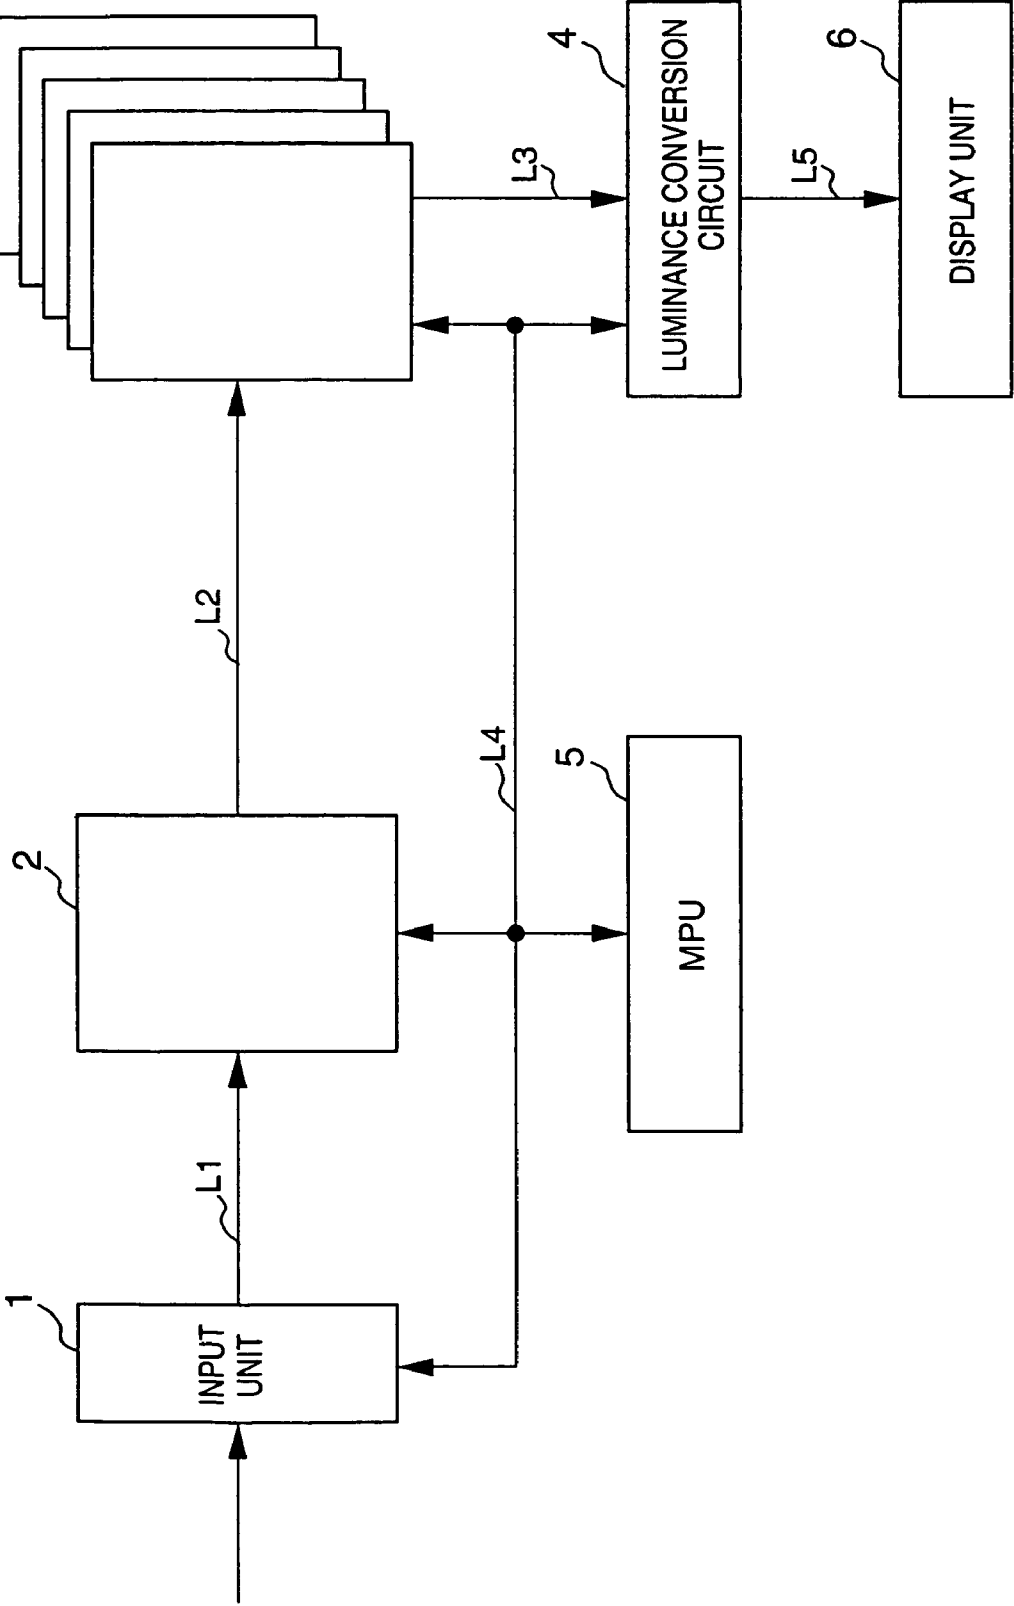 1
INPUT
UNIT
L1
2
L2
L3
L4
4
LUMINANCE CONVERSION
CIRCUIT
L5
5
MPU
6
DISPLAY UNIT